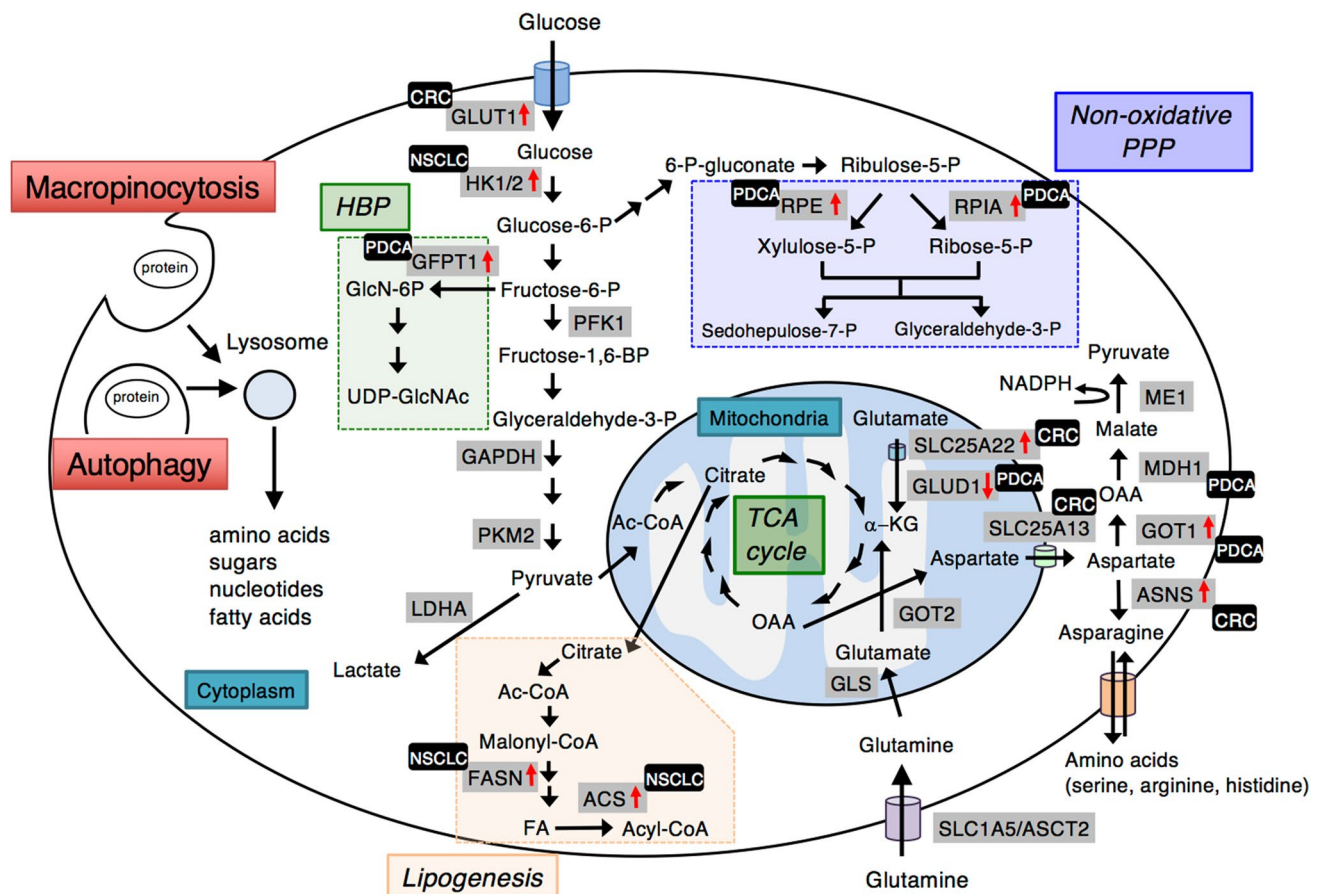 Glucose
CRC
GLUT1
Non-oxidative
PPP
NSCLC
Glucose
HK1/2
6-P-gluconate
Ribulose-5-P
Macropinocytosis
HBP
PDCA
RPE
RPIA
PDCA
Glucose-6-P
PDCA
GFPT1
Xylulose-5-P
Ribose-5-P
protein
GlcN-6P
Fructose-6-P
PFK1
Sedohepulose-7-P
Glyceraldehyde-3-P
Lysosome
Fructose-1,6-BP
Pyruvate
protein
UDP-GlcNAc
NADPH
ME1
Glyceraldehyde-3-P
Mitochondria
Glutamate
Malate
Autophagy
GAPDH
SLC25A22
CRC
MDH1
Citrate
GLUD1
PDCA
PDCA
OAA
CRC
Ac-CoA
TCA
cycle
α–KG
SLC25A13
GOT1
PDCA
amino acids
sugars
nucleotides
fatty acids
PKM2
Aspartate
Aspartate
Pyruvate
ASNS
CRC
LDHA
OAA
GOT2
Asparagine
Lactate
Citrate
Glutamate
GLS
Cytoplasm
Ac-CoA
Malonyl-CoA
Glutamine
NSCLC
FASN
NSCLC
ACS
Amino acids
(serine, arginine, histidine)
FA
Acyl-CoA
SLC1A5/ASCT2
Lipogenesis
Glutamine